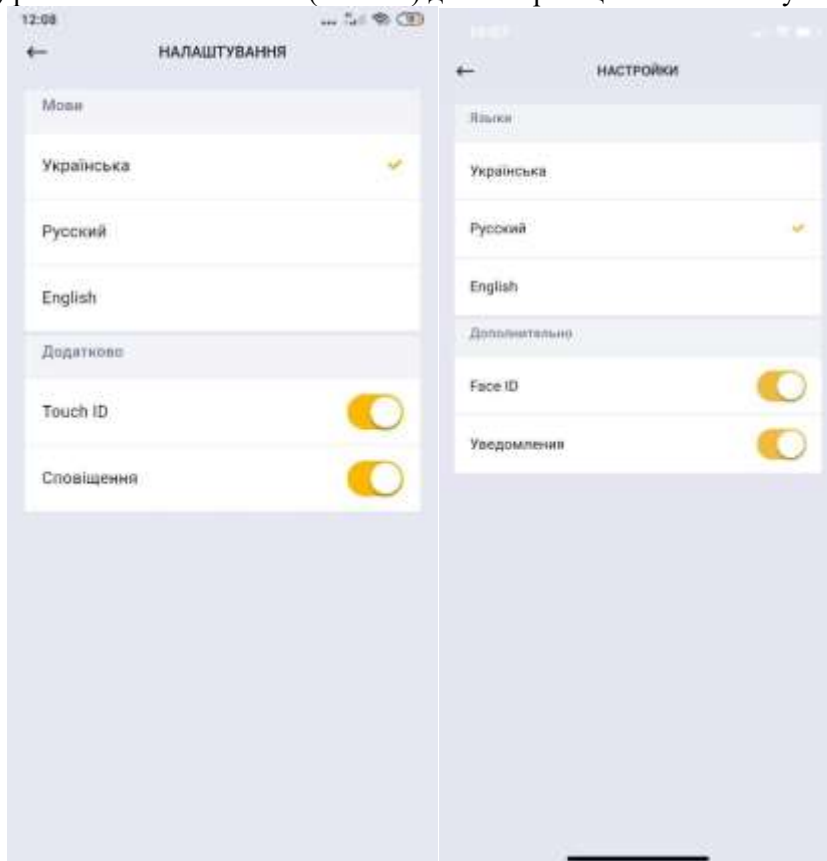 12:08
НАЛАШТУВАННЯ
Мови
Українська
Русский
English
Додатково
Touch ID
Сповіщення
НАСТРОЙКИ
Языки
Українська
Русский
English
Дополнительно
Face ID
Уведомления